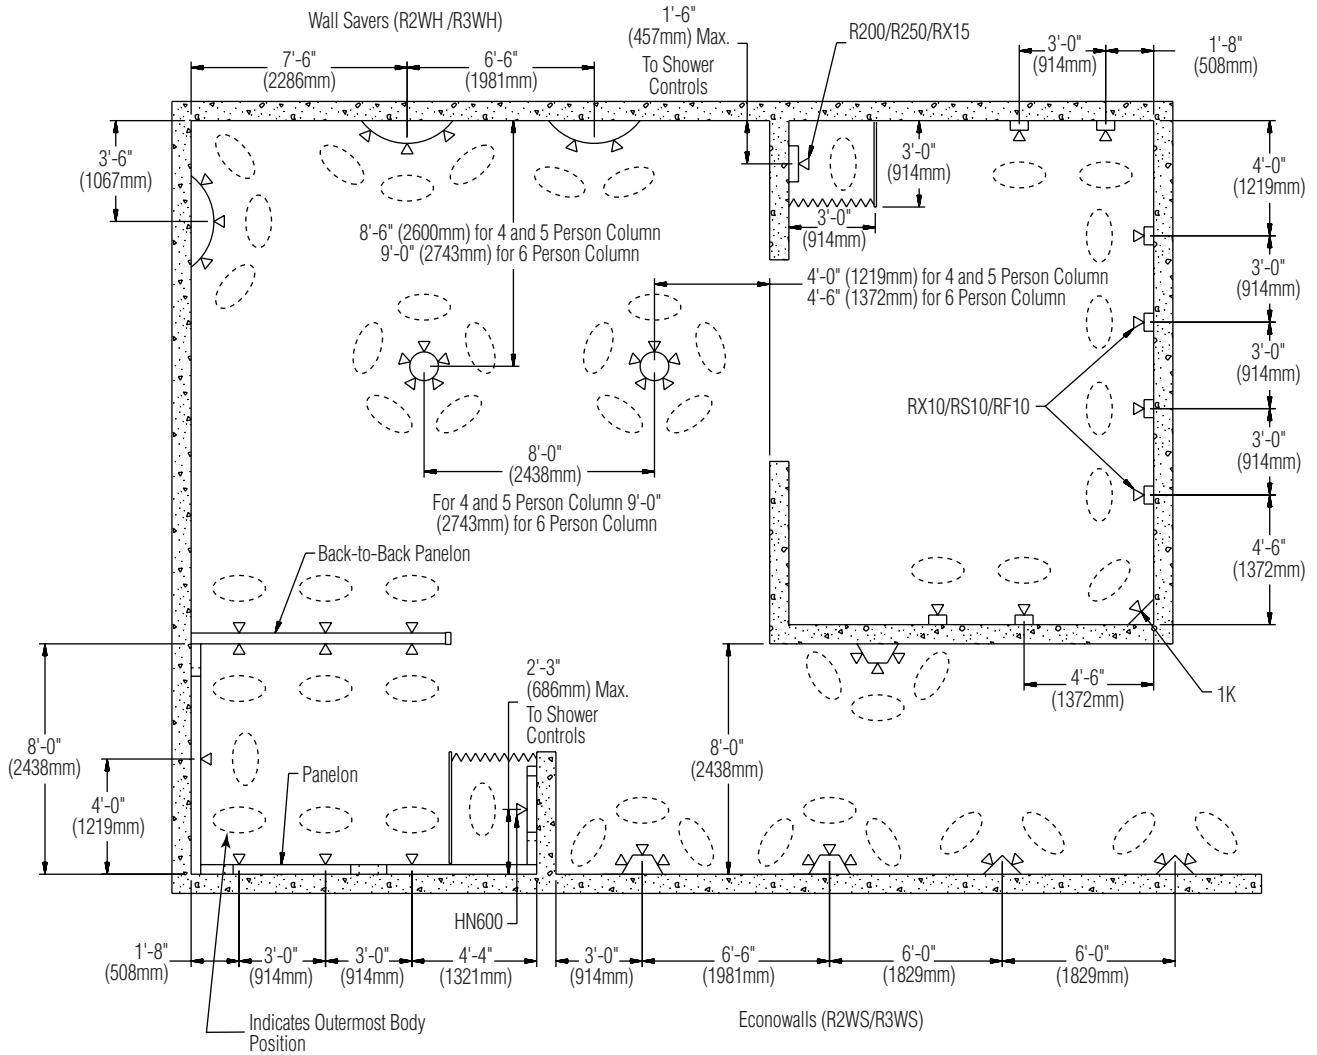 Wall Savers (R2WH /R3WH)
7'-6"
(2286mm)
6'-6"
(1981mm)
1'-6"
(457mm) Max.
To Shower
Controls
R200/R250/RX15
3'-0"
(914mm)
1'-8"
(508mm)
3'-6"
(1067mm)
3'-0"
(914mm)
4'-0"
(1219mm)
3'-0"
(914mm)
8'-6" (2600mm) for 4 and 5 Person Column
9'-0" (2743mm) for 6 Person Column
4'-0" (1219mm) for 4 and 5 Person Column
4'-6" (1372mm) for 6 Person Column
3'-0"
(914mm)
3'-0"
(914mm)
RX10/RS10/RF10
3'-0"
(914mm)
8'-0"
(2438mm)
For 4 and 5 Person Column 9'-0"
(2743mm) for 6 Person Column
Back-to-Back Panelon
4'-6"
(1372mm)
2'-3"
(686mm) Max.
To Shower
Controls
4'-6"
(1372mm)
1K
8'-0"
(2438mm)
8'-0"
(2438mm)
Panelon
4'-0"
(1219mm)
HN600
1'-8"
(508mm)
3'-0"
(914mm)
3'-0"
(914mm)
4'-4"
(1321mm)
3'-0"
(914mm)
6'-6"
(1981mm)
6'-0"
(1829mm)
6'-0"
(1829mm)
Indicates Outermost Body
Position
Econowalls (R2WS/R3WS)